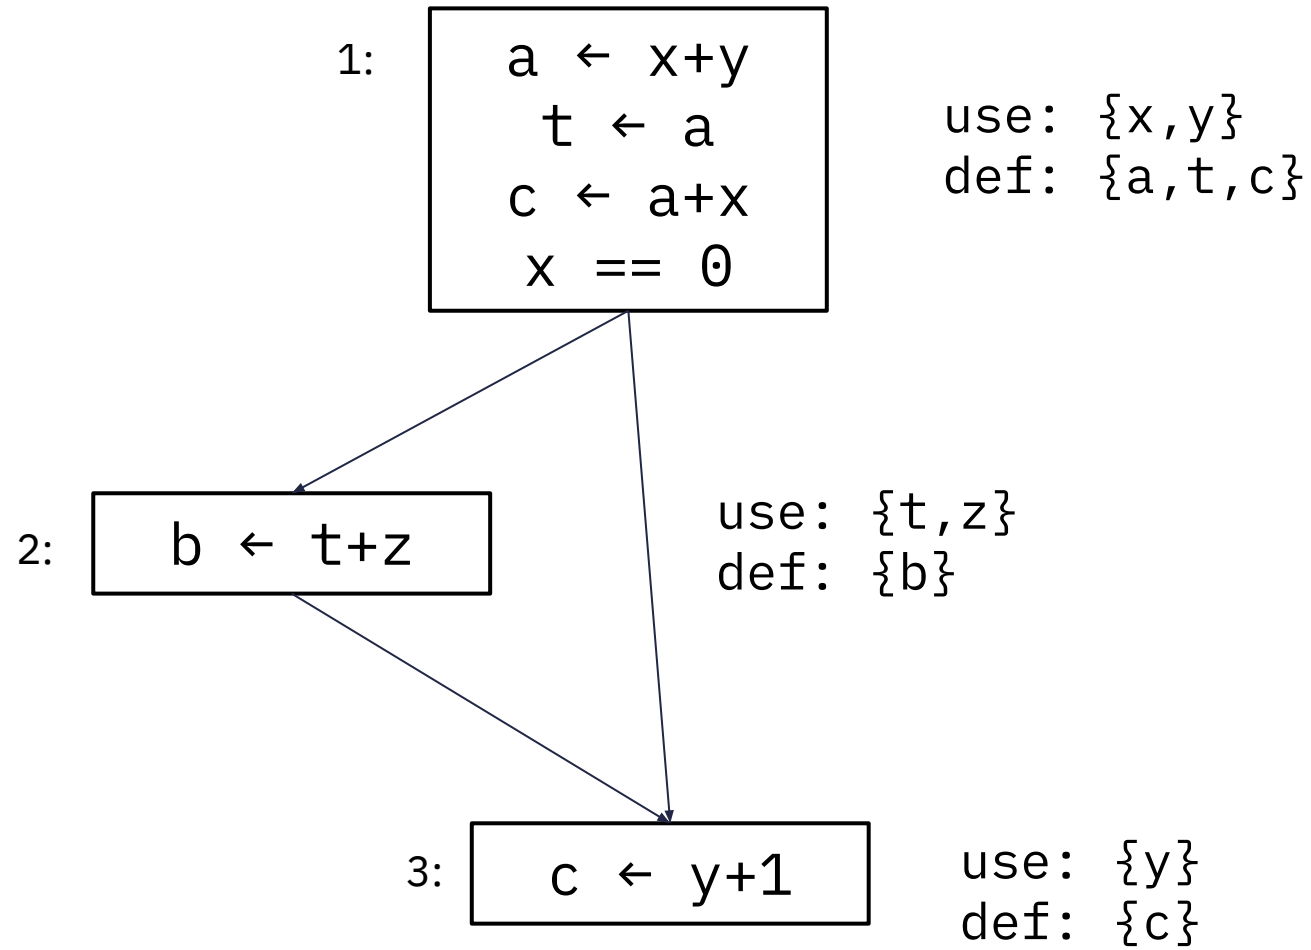 1:
a ← x+y
t ← a
c ← a+x
x == 0
use: {x,y}
def: {a,t,c}
2:
b ← t+z
use: {t,z}
def: {b}
3:
c ← y+1
use: {y}
def: {c}